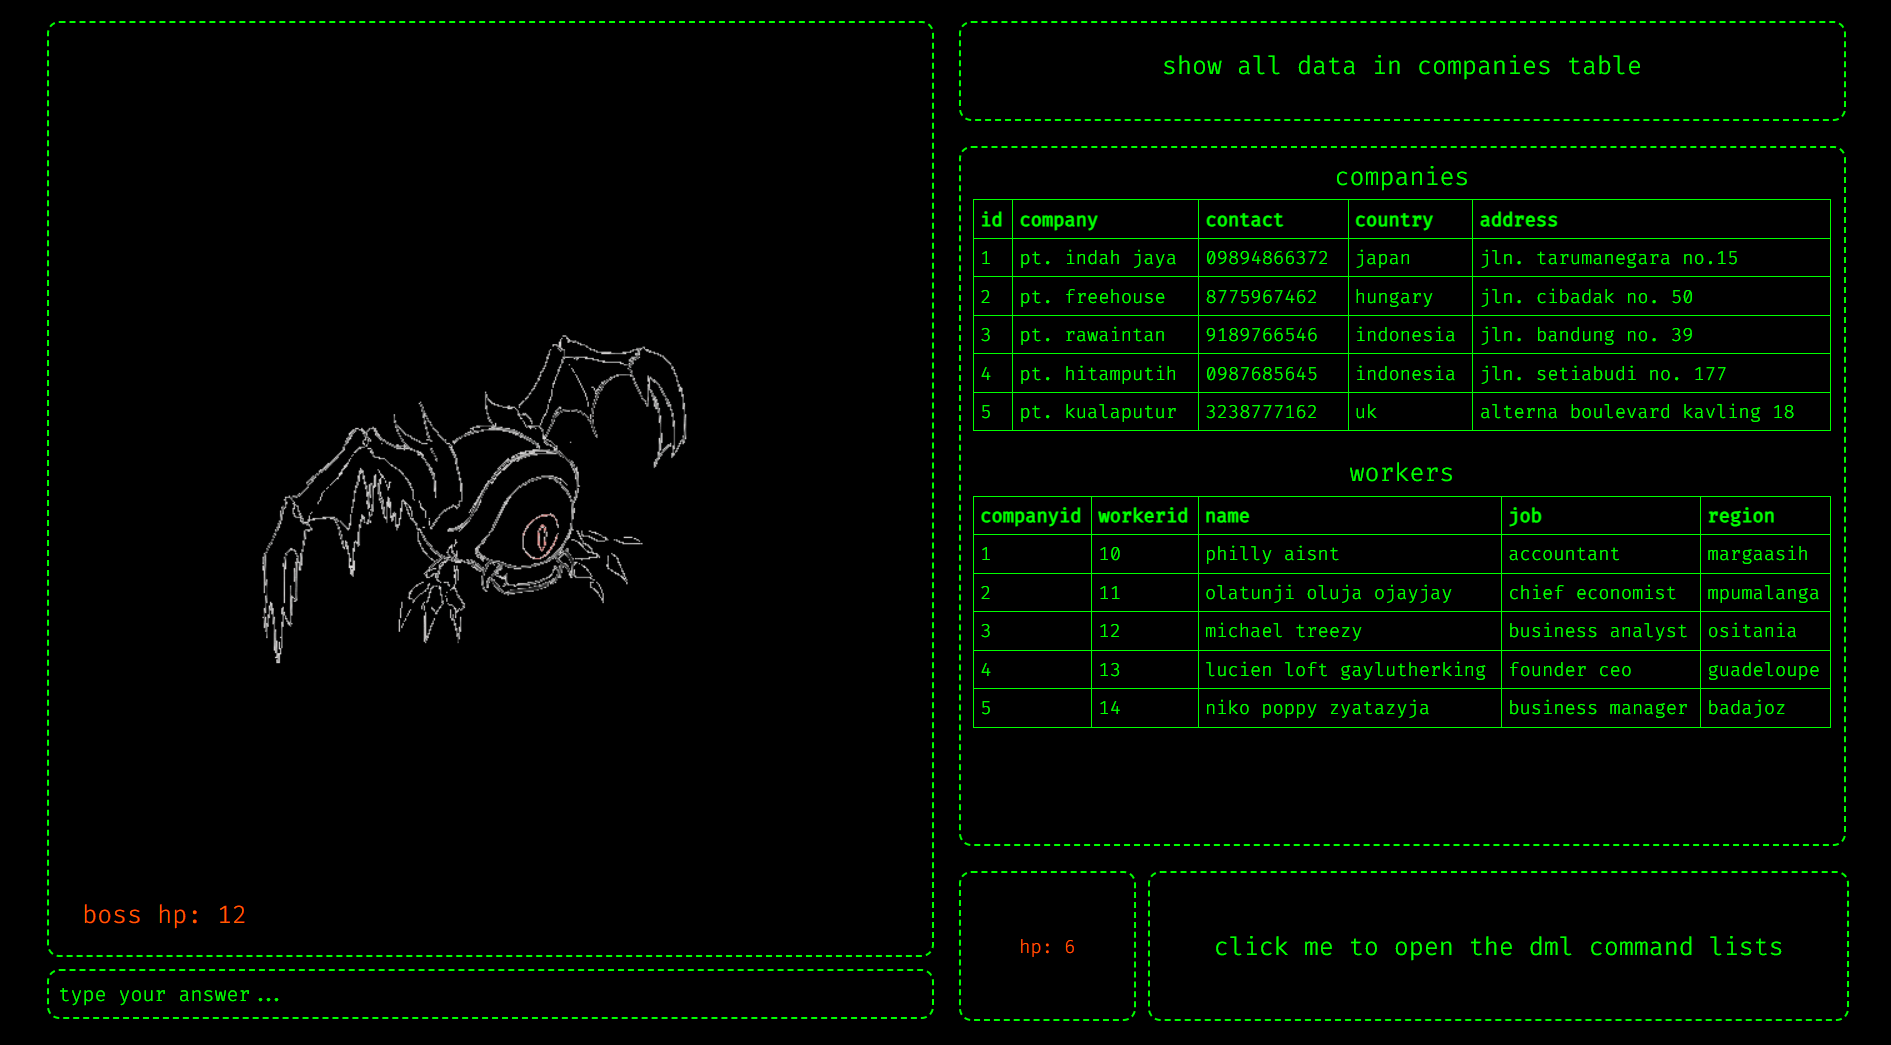 show all data in companies table
companies
id company contact country address
1 pt. indah jaya 09894866372 japan jln. tarumanegara no.15
2 pt. freehouse 8775967462 hungary jln. cibadak no. 50
3 pt. rawaintan 9189766546 indonesia jln. bandung no. 39
4 pt. hitamputih 0987685645 indonesia jln. setiabudi no. 177
5 pt. kualaputur 3238777162 uk alterna boulevard kavling 18
workers
companyid workerid name job region
1 10 philly aisnt accountant margaasih
2 11 olatunji oluja ojayjay chief economist mpumalanga
3 12 michael treezy business analyst ositania
4 13 lucien loft gaylutherking founder ceo guadeloupe
5 14 niko poppy zyatazyja business manager badajoz
boss hp: 12
type your answer...
hp: 6
click me to open the dml command lists